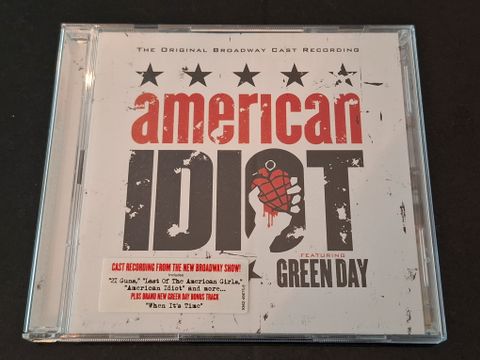 THE ORIGINAL BROADWAY CAST RECORDING
american
IDIOT
FEATURING
GREEN DAY
CAST RECORDING FROM THE NEW BROADWAY SHOW!
Includes
"21 Guns," "Last Of The American Girls,"
"American Idiot" and more...
PLUS BRAND NEW GREEN DAY BONUS TRACK
"When It's Time"